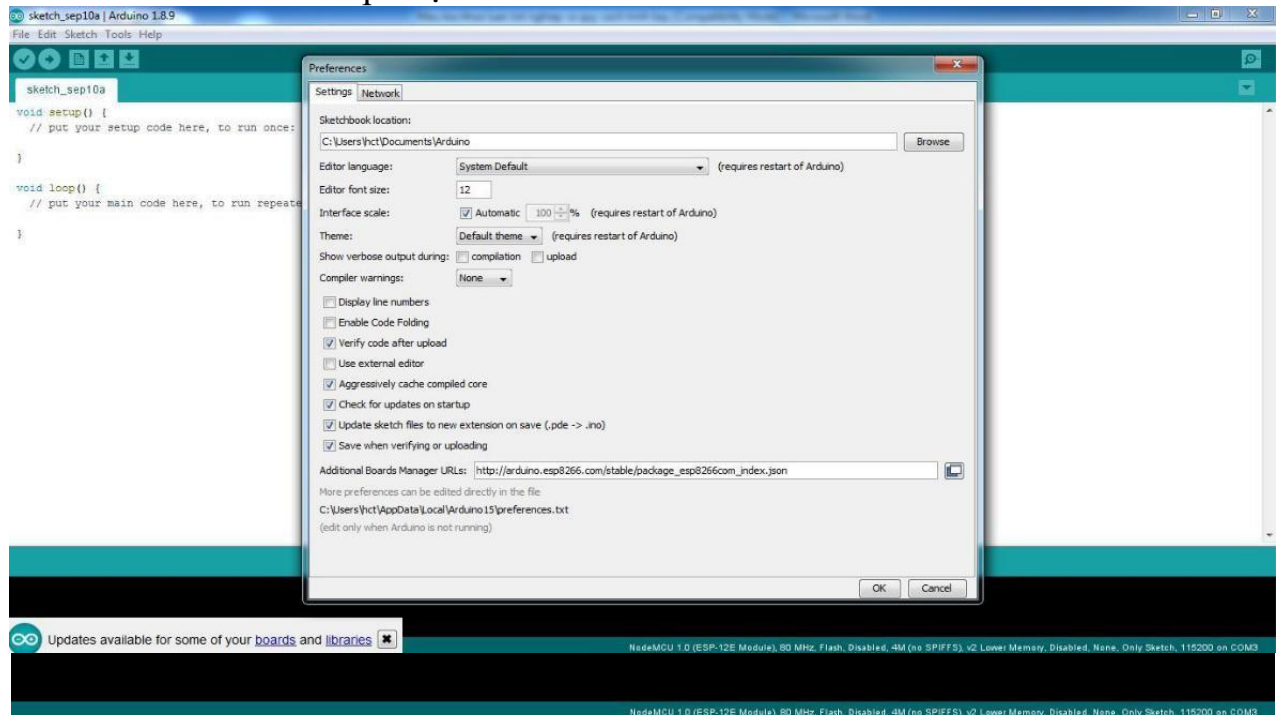 sketch_sep10a | Arduino 1.8.9
File Edit Sketch Tools Help
sketch_sep10a
void setup() {
// put your setup code here, to run once:
}
void loop() {
// put your main code here, to run repeate
}
Preferences
Settings Network
Sketchbook location:
C:\Users\hct\Documents\Arduino Browse
Editor language: System Default (requires restart of Arduino)
Editor font size: 12
Interface scale: Automatic 100 % (requires restart of Arduino)
Theme: Default theme (requires restart of Arduino)
Show verbose output during: compilation upload
Compiler warnings: None
Display line numbers
Enable Code Folding
Verify code after upload
Use external editor
Aggressively cache compiled core
Check for updates on startup
Update sketch files to new extension on save (.pde -> .ino)
Save when verifying or uploading
Additional Boards Manager URLs: http://arduino.esp8266.com/stable/package_esp8266com_index.json
More preferences can be edited directly in the file
C:\Users\hct\AppData\Local\Arduino15\preferences.txt
(edit only when Arduino is not running)
OK Cancel
Updates available for some of your boards and libraries
NodeMCU 1.0 (ESP-12E Module), 80 MHz, Flash, Disabled, 4M (no SPIFFS), v2 Lower Memory, Disabled, None, Only Sketch, 115200 on COM3
NodeMCU 1.0 (ESP-12E Module), 80 MHz, Flash, Disabled, 4M (no SPIFFS), v2 Lower Memory, Disabled, None, Only Sketch, 115200 on COM3